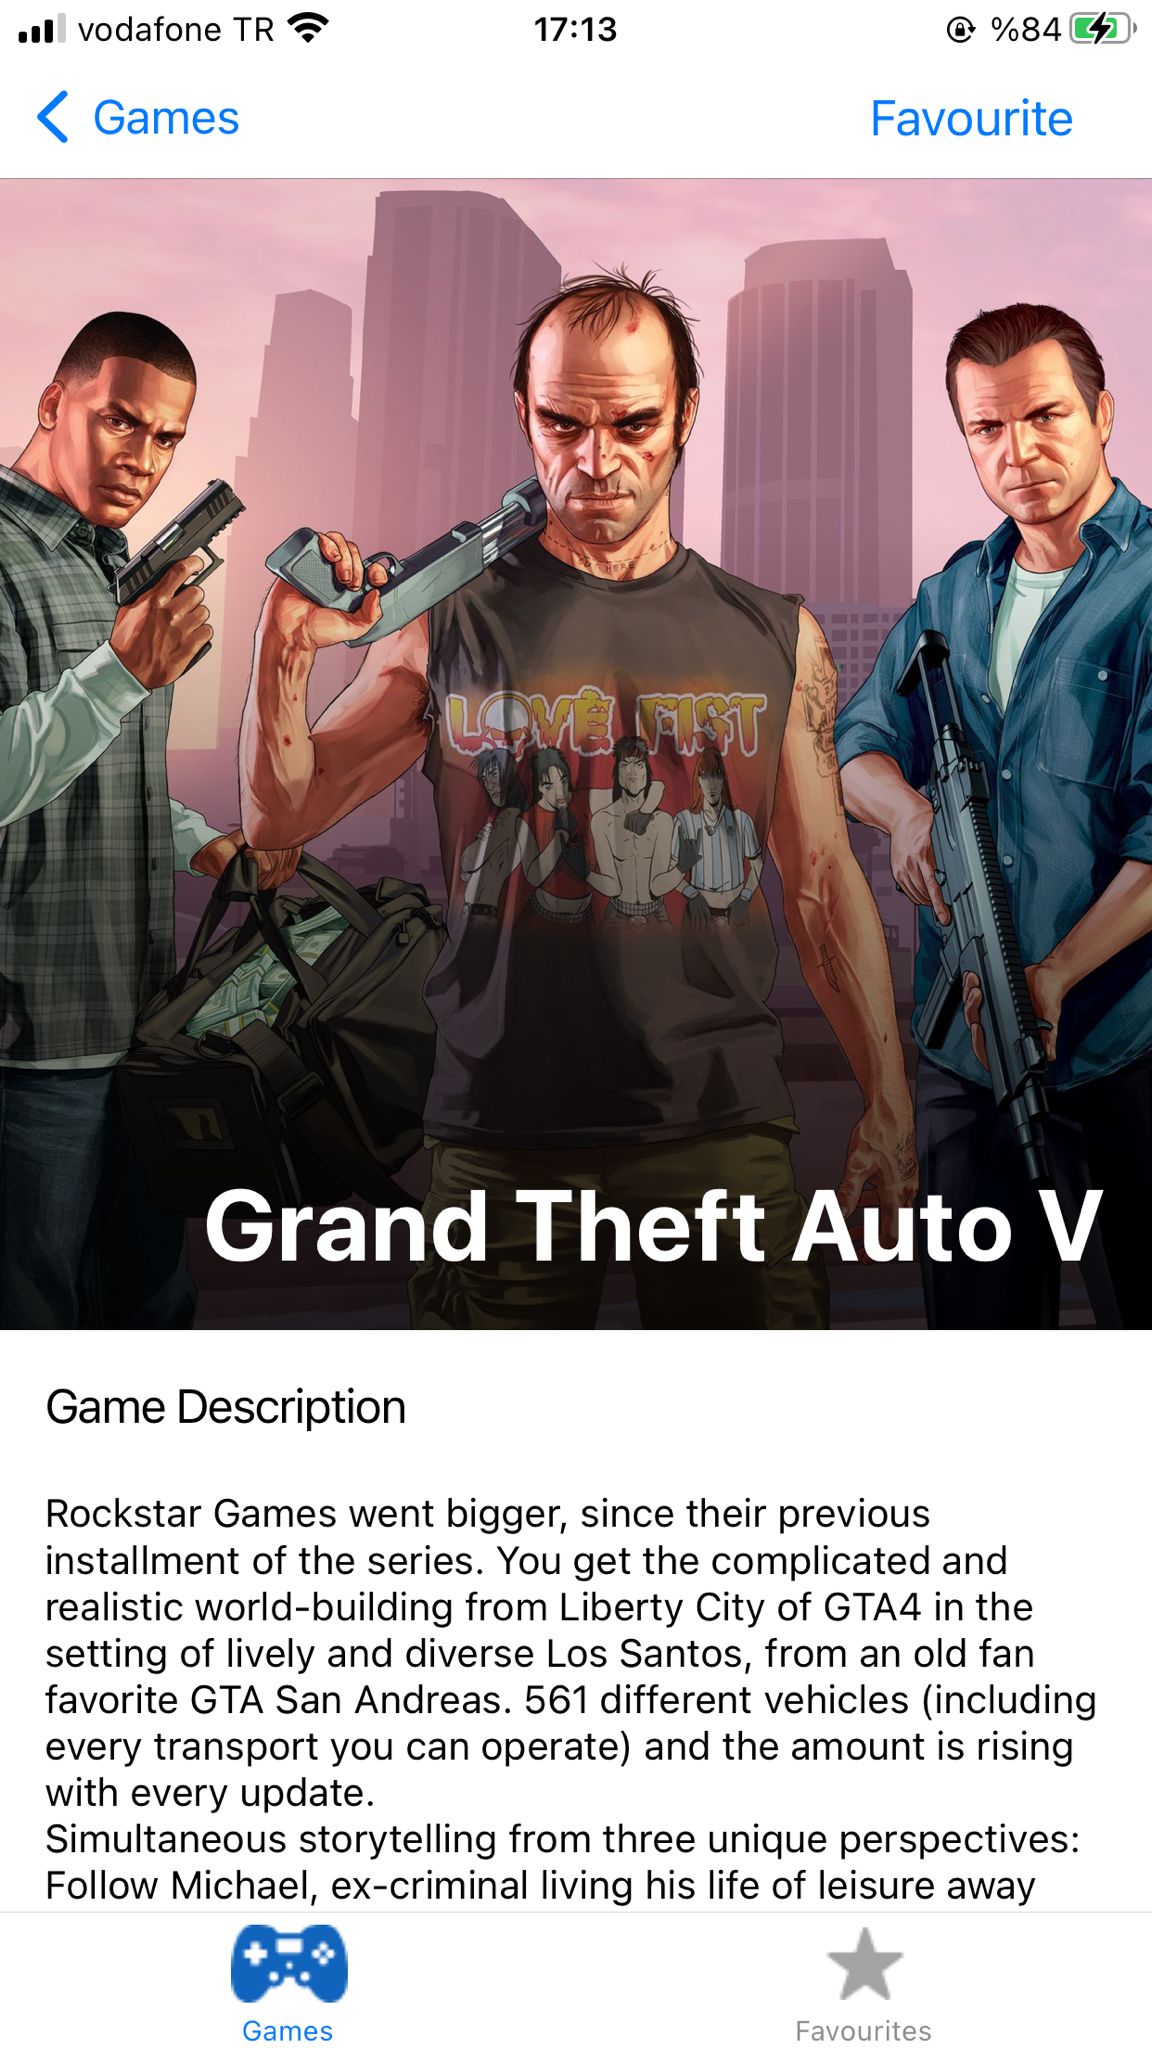 vodafone TR
17:13
%84
Games
Favourite
CUT HERE
LOVE FIST
Grand Theft Auto V
Game Description
Rockstar Games went bigger, since their previous
installment of the series. You get the complicated and
realistic world-building from Liberty City of GTA4 in the
setting of lively and diverse Los Santos, from an old fan
favorite GTA San Andreas. 561 different vehicles (including
every transport you can operate) and the amount is rising
with every update.
Simultaneous storytelling from three unique perspectives:
Follow Michael, ex-criminal living his life of leisure away
Games
Favourites